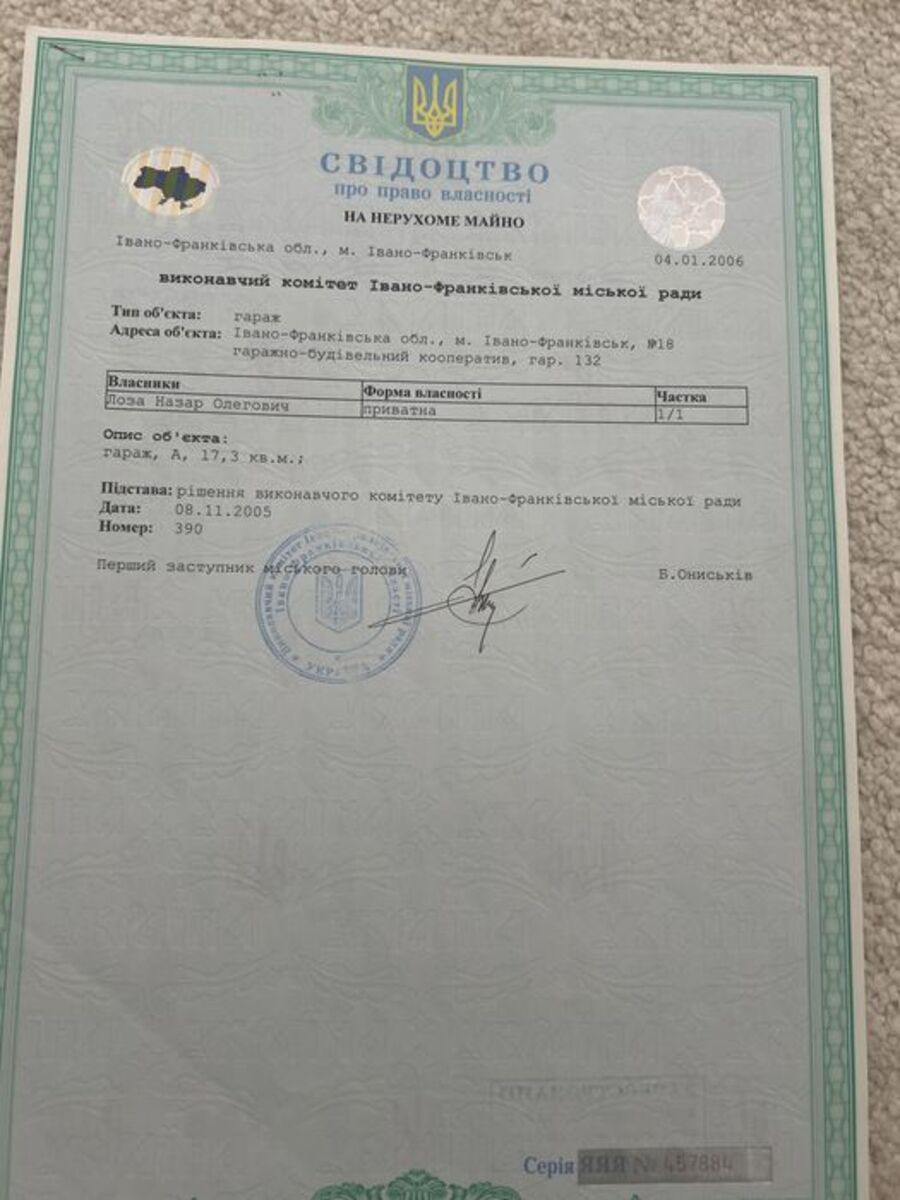 СВІДОЦТВО
про право власності
НА НЕРУХОМЕ МАЙНО
Івано-Франківська обл., м. Івано-Франківськ
04.01.2006
виконавчий комітет Івано-Франківської міської ради
Тип об'єкта: гараж
Адреса об'єкта: Івано-Франківська обл., м. Івано-Франківськ, №18
гаражно-будівельний кооператив, гар. 132
Власники Форма власності Частка
Лоза Назар Олегович приватна 1/1
Опис об'єкта:
гараж, А, 17,3 кв.м.;
Підстава: рішення виконавчого комітету Івано-Франківської міської ради
Дата: 08.11.2005
Номер: 390
Перший заступник міського голови Б.Ониськів
Серія ЯЯЯ № 457884